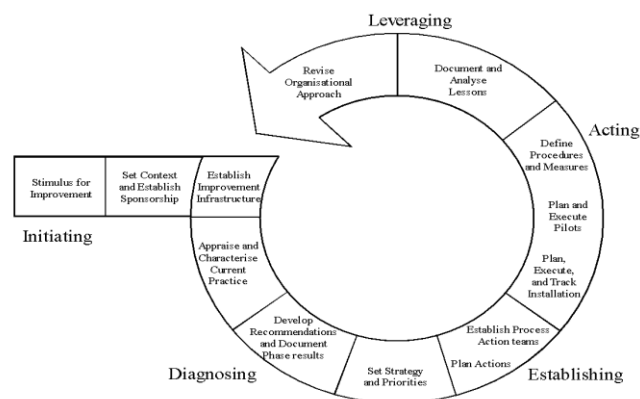 Leveraging
Revise
Organisational
Approach
Document and
Analyse
Lessons
Acting
Define
Procedures
and Measures
Plan and
Execute
Pilots
Plan,
Execute,
and Track
Installation
Stimulus for
Improvement
Set Context
and Establish
Sponsorship
Establish
Improvement
Infrastructure
Initiating
Appraise and
Characterise
Current
Practice
Develop
Recommendations
and Document
Phase results
Diagnosing
Set Strategy
and Priorities
Establish Process
Action teams
Plan Actions
Establishing